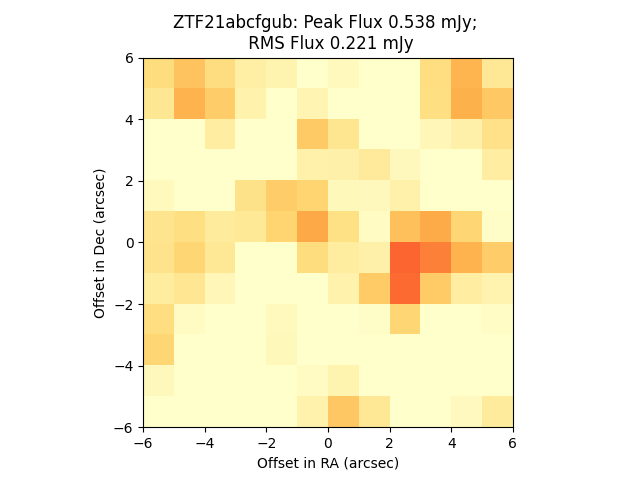 ZTF21abcfgub: Peak Flux 0.538 mJy;
RMS Flux 0.221 mJy
6
4
2
0
−2
−4
−6
Offset in Dec (arcsec)
−6 −4 −2 0 2 4 6
Offset in RA (arcsec)